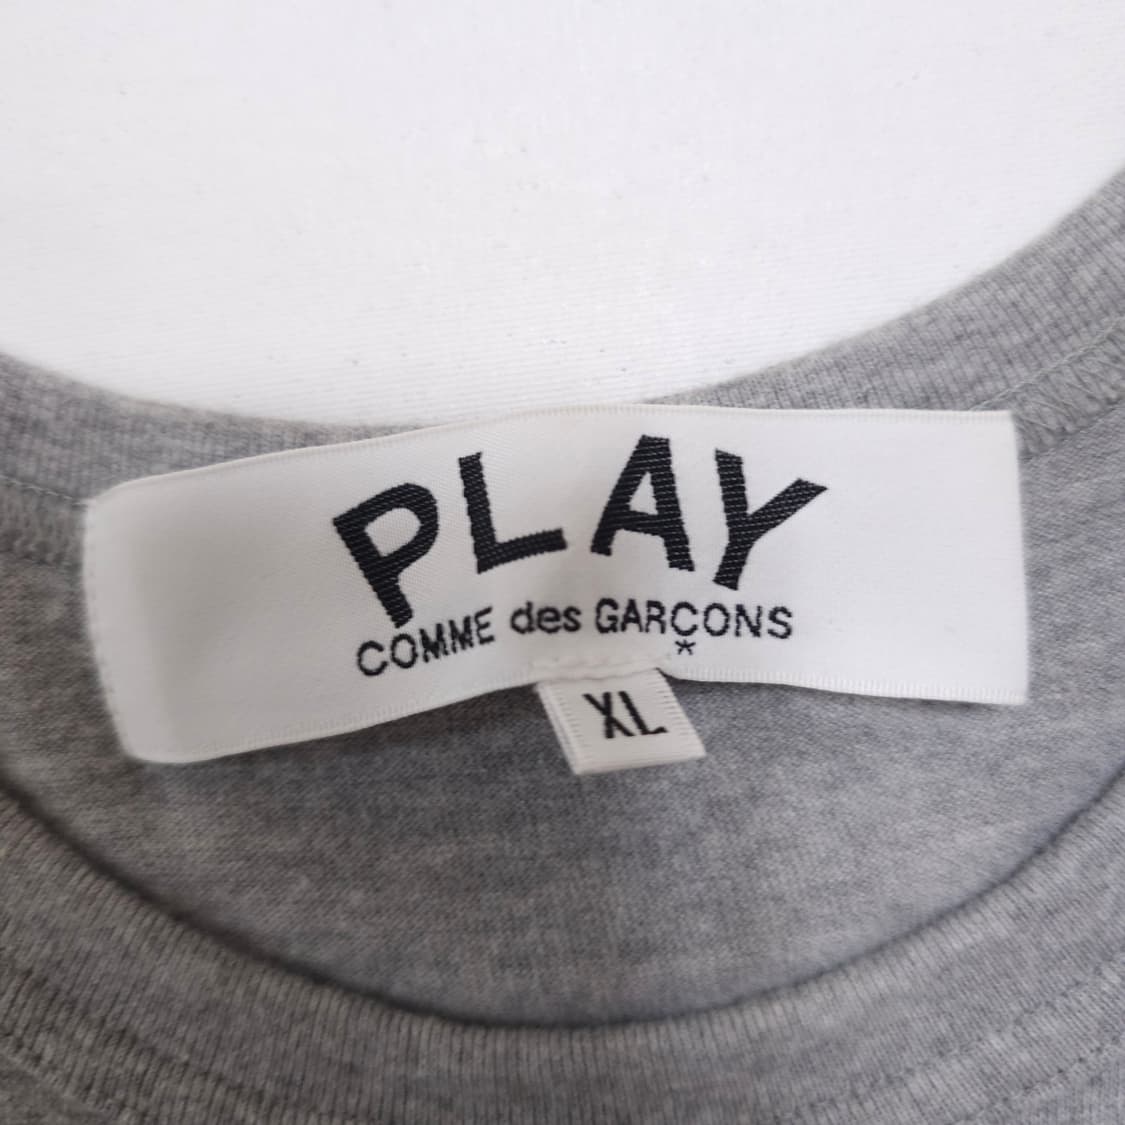 PLAY
COMME des GARÇONS
*
XL